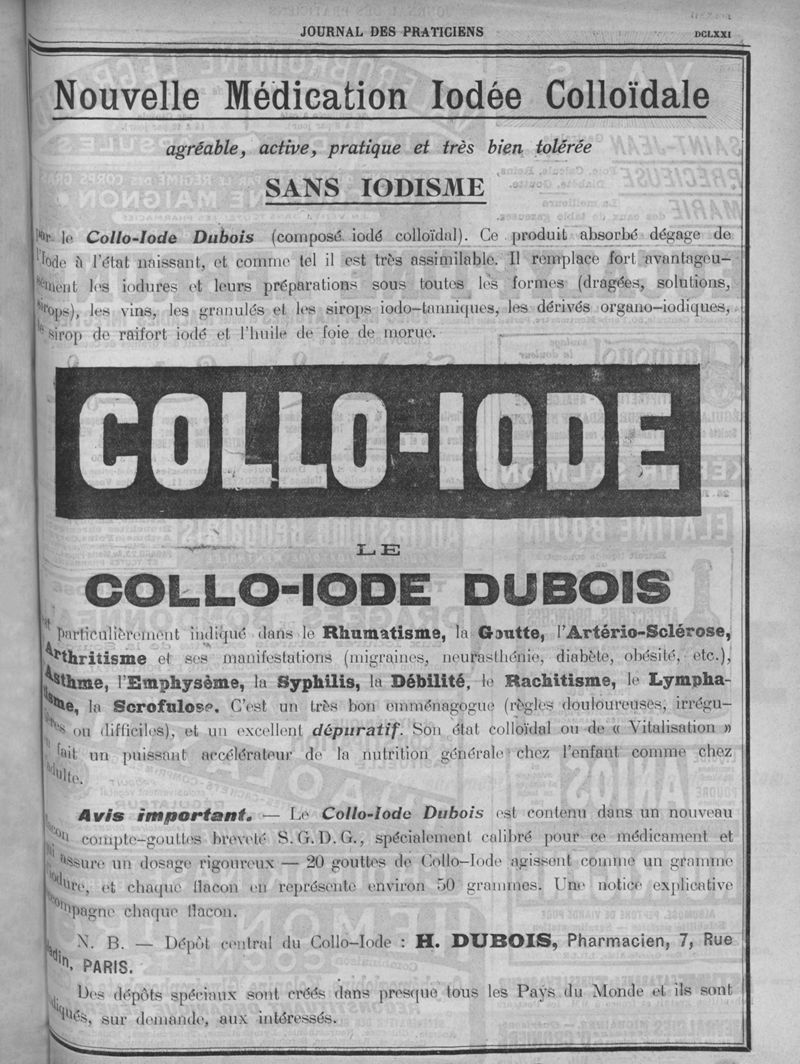 JOURNAL DES PRATICIENS
DCLXXI
Nouvelle Médication Iodée Colloïdale
agréable, active, pratique et très bien tolérée
SANS IODISME
par le Collo-Iode Dubois (composé iodé colloïdal). Ce produit absorbé dégage de
l'Iode à l'état naissant, et comme tel il est très assimilable. Il remplace fort avantageu-
sement les iodures et leurs préparations sous toutes les formes (dragées, solutions,
sirops), les vins, les granulés et les sirops iodo-tanniques, les dérivés organo-iodiques,
le sirop de raifort iodé et l'huile de foie de morue.
COLLO-IODE
LE
COLLO-IODE DUBOIS
particulièrement indiqué dans le Rhumatisme, la Goutte, l'Artério-Sclérose,
Arthritisme et ses manifestations (migraines, neurasthénie, diabète, obésité, etc.),
Asthme, l'Emphysème, la Syphilis, la Débilité, le Rachitisme, le Lympha-
sme, la Scrofulose. C'est un très bon emménagogue (règles douloureuses, irrégu-
res ou difficiles), et un excellent dépuratif. Son état colloïdal ou de « Vitalisation »
fait un puissant accélérateur de la nutrition générale chez l'enfant comme chez
adulte.
Avis important. — Le Collo-Iode Dubois est contenu dans un nouveau
compte-gouttes breveté S.G.D.G., spécialement calibré pour ce médicament et
assure un dosage rigoureux — 20 gouttes de Collo-Iode agissent comme un gramme
iodure, et chaque flacon en représente environ 50 grammes. Une notice explicative
compagne chaque flacon.
N. B. — Dépôt central du Collo-Iode : H. DUBOIS, Pharmacien, 7, Rue
din, PARIS.
Des dépôts spéciaux sont créés dans presque tous les Pays du Monde et ils sont
diqués, sur demande, aux intéressés.